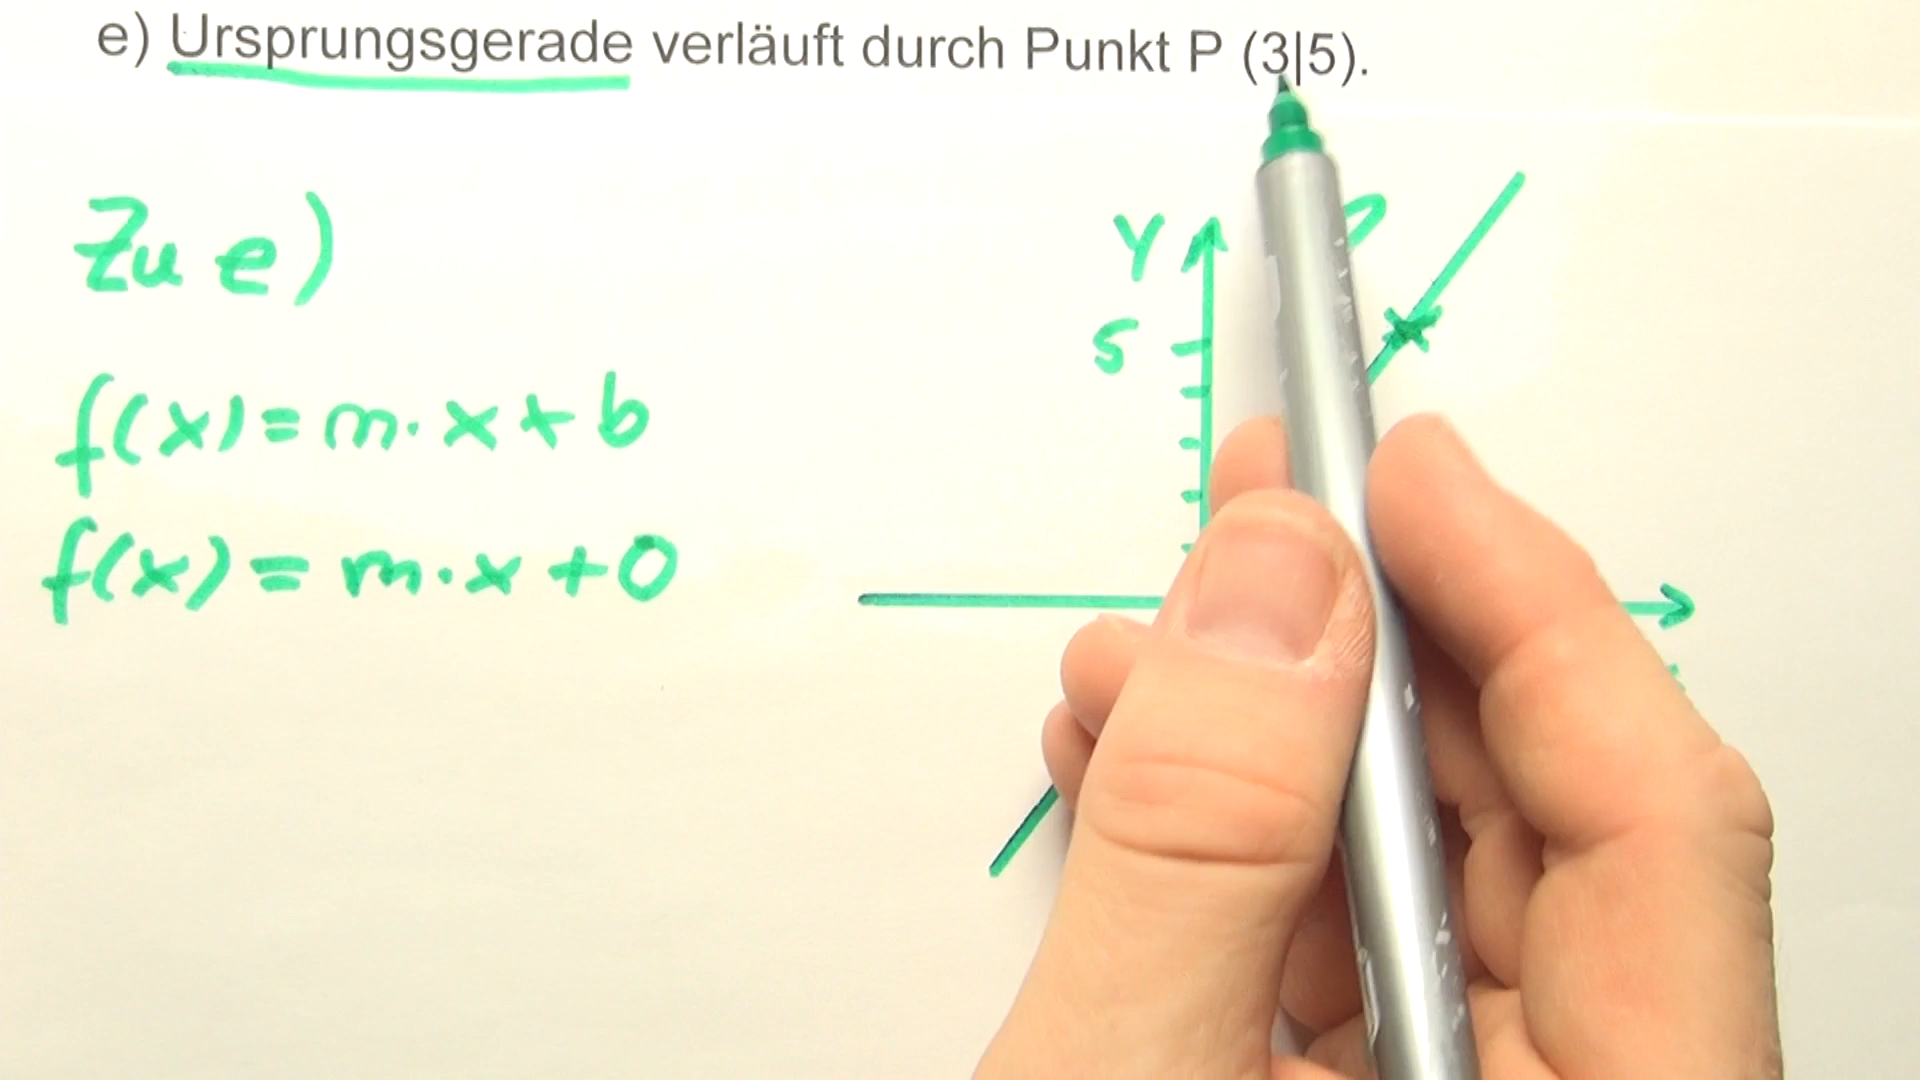 e) Ursprungsgerade verläuft durch Punkt P (3|5).
Zu e)
f(x) = m · x + b
f(x) = m · x + 0
Y
5